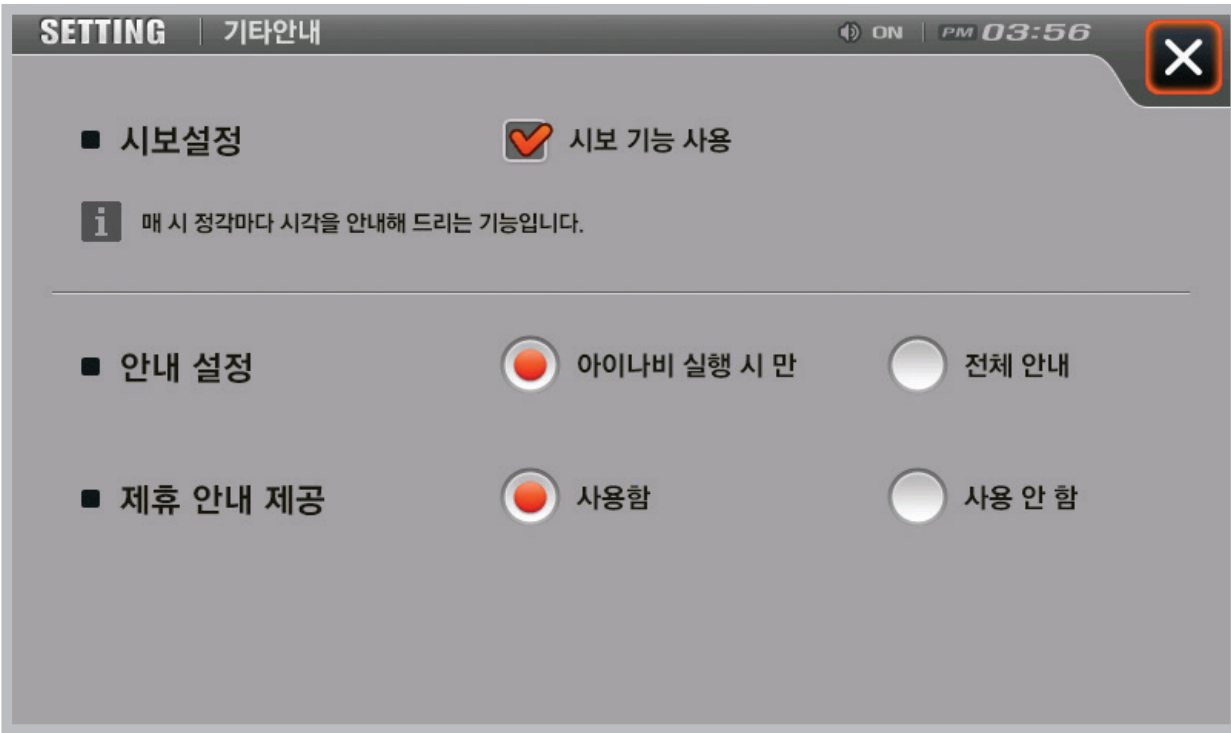 SETTING 기타안내 ON PM 03:56
시보설정 시보 기능 사용
i 매 시 정각마다 시각을 안내해 드리는 기능입니다.
안내 설정 아이나비 실행 시 만 전체 안내
제휴 안내 제공 사용함 사용 안 함